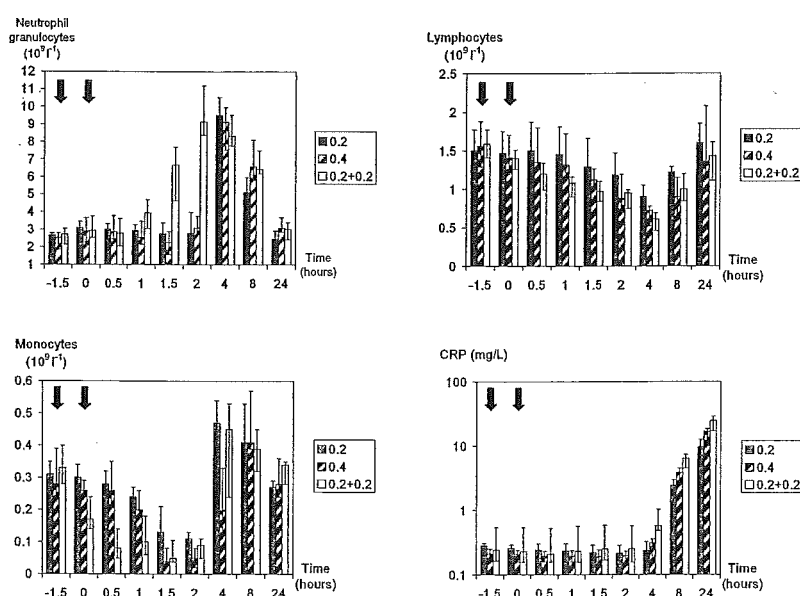 Neutrophil
granulocytes
(10⁹ l⁻¹)
12
11
10
9
8
7
6
5
4
3
2
1
-1.5 0 0.5 1 1.5 2 4 8 24
Time
(hours)
0.2
0.4
0.2+0.2
Lymphocytes
(10⁹ l⁻¹)
2.5
2
1.5
1
0.5
0
-1.5 0 0.5 1 1.5 2 4 8 24
Time
(hours)
0.2
0.4
0.2+0.2
Monocytes
(10⁹ l⁻¹)
0.6
0.5
0.4
0.3
0.2
0.1
0
-1.5 0 0.5 1 1.5 2 4 8 24
Time
(hours)
0.2
0.4
0.2+0.2
CRP (mg/L)
100
10
1
0.1
-1.5 0 0.5 1 1.5 2 4 8 24
Time
(hours)
0.2
0.4
0.2+0.2